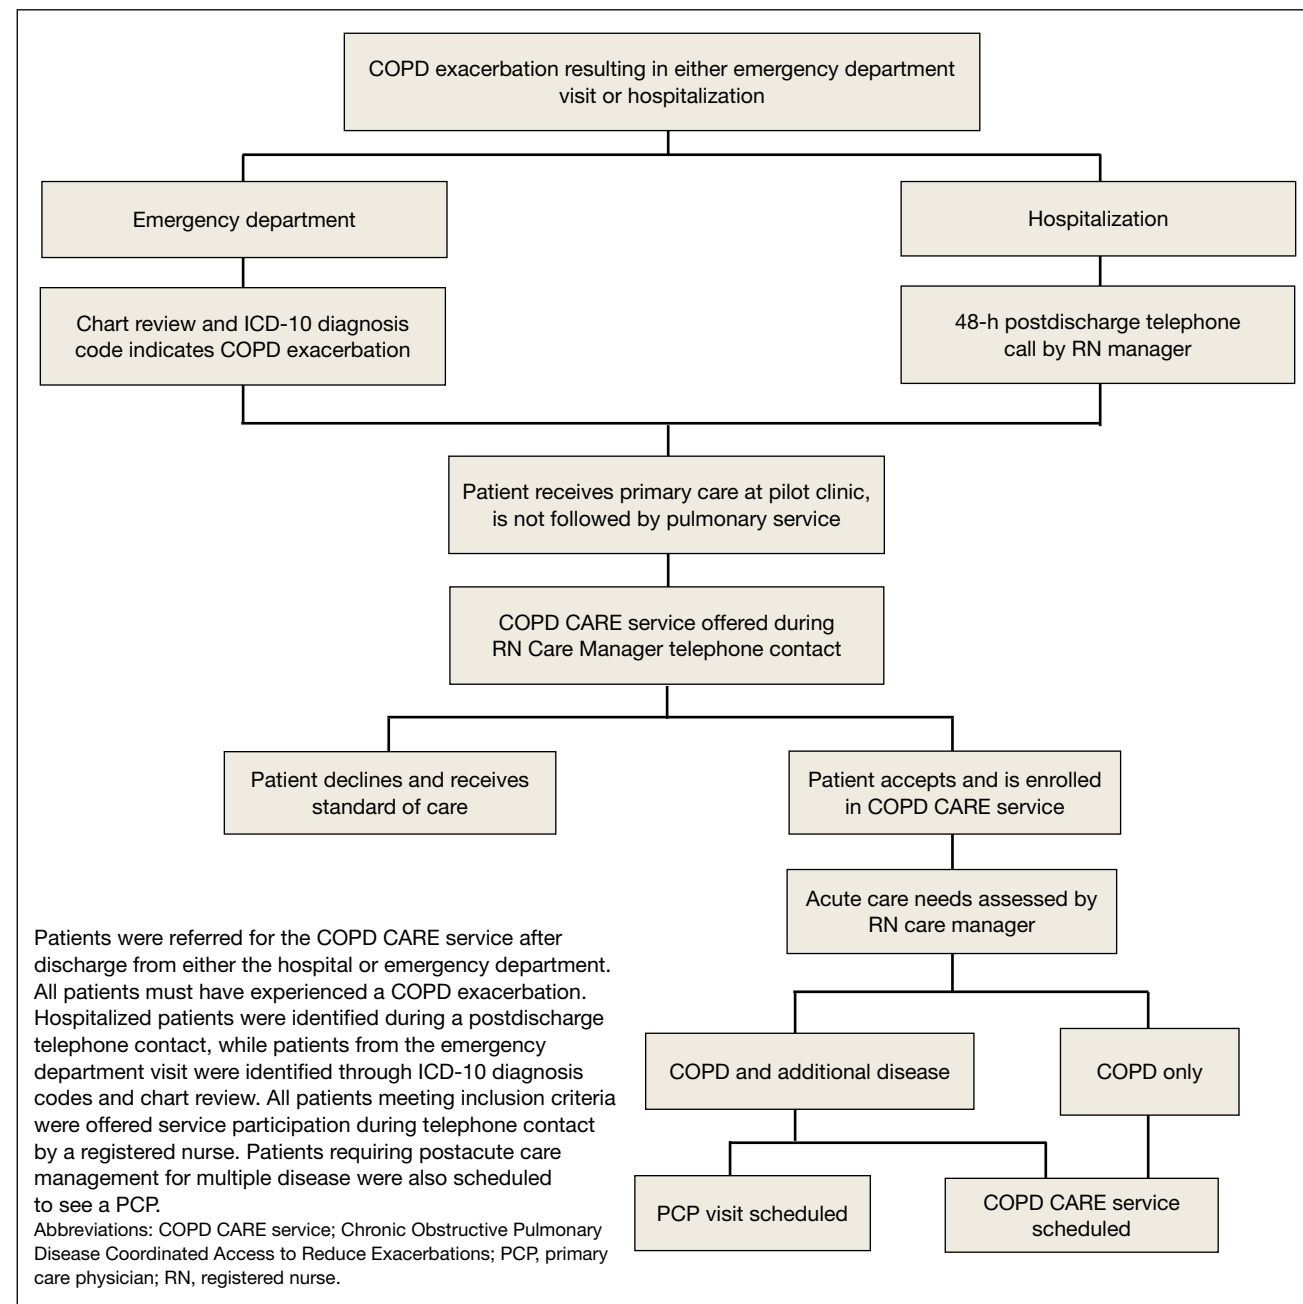 COPD exacerbation resulting in either emergency department
visit or hospitalization
Emergency department
Hospitalization
Chart review and ICD-10 diagnosis
code indicates COPD exacerbation
48-h postdischarge telephone
call by RN manager
Patient receives primary care at pilot clinic,
is not followed by pulmonary service
COPD CARE service offered during
RN Care Manager telephone contact
Patient declines and receives
standard of care
Patient accepts and is enrolled
in COPD CARE service
Acute care needs assessed by
RN care manager
COPD and additional disease
COPD only
PCP visit scheduled
COPD CARE service
scheduled
Patients were referred for the COPD CARE service after
discharge from either the hospital or emergency department.
All patients must have experienced a COPD exacerbation.
Hospitalized patients were identified during a postdischarge
telephone contact, while patients from the emergency
department visit were identified through ICD-10 diagnosis
codes and chart review. All patients meeting inclusion criteria
were offered service participation during telephone contact
by a registered nurse. Patients requiring postacute care
management for multiple disease were also scheduled
to see a PCP.
Abbreviations: COPD CARE service; Chronic Obstructive Pulmonary
Disease Coordinated Access to Reduce Exacerbations; PCP, primary
care physician; RN, registered nurse.